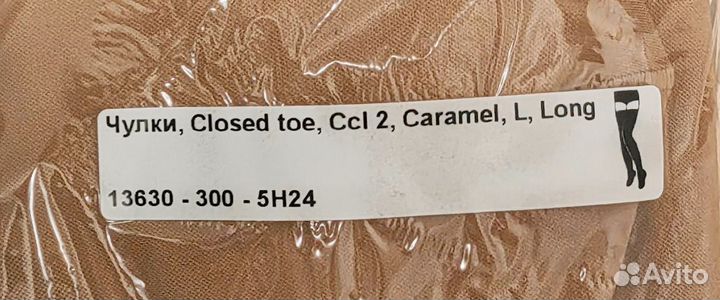 Чулки, Closed toe, Ccl 2, Caramel, L, Long
13630 - 300 - 5H24
Avito